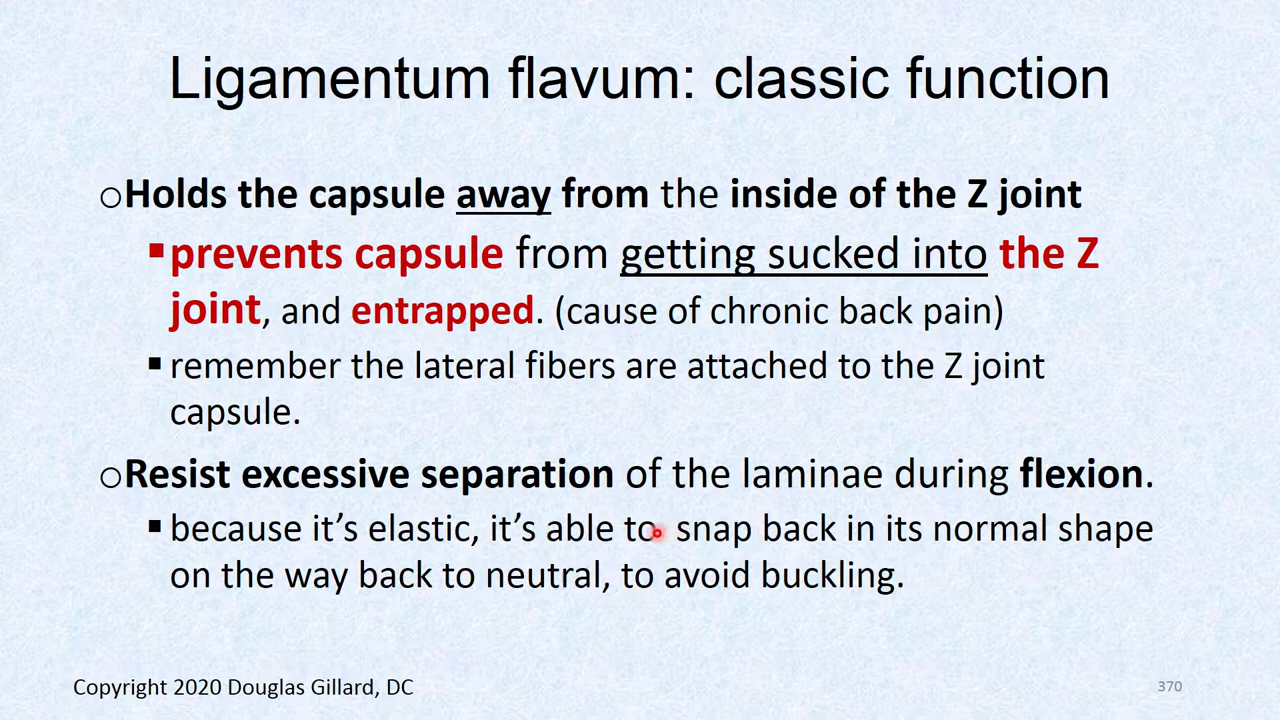 Ligamentum flavum: classic function
oHolds the capsule away from the inside of the Z joint
▪prevents capsule from getting sucked into the Z
joint, and entrapped. (cause of chronic back pain)
▪remember the lateral fibers are attached to the Z joint
capsule.
oResist excessive separation of the laminae during flexion.
▪because it’s elastic, it’s able to snap back in its normal shape
on the way back to neutral, to avoid buckling.
Copyright 2020 Douglas Gillard, DC
370